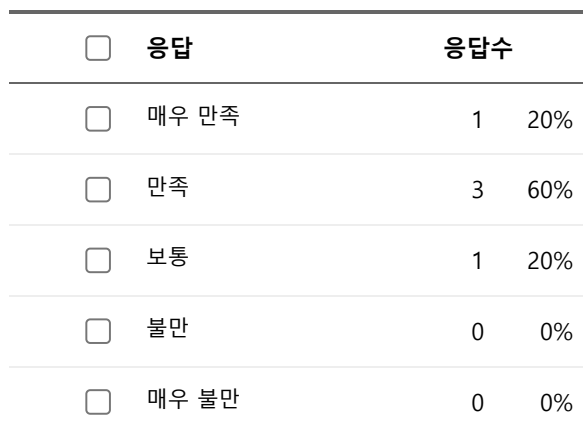 응답 응답수
매우 만족 1 20%
만족 3 60%
보통 1 20%
불만 0 0%
매우 불만 0 0%